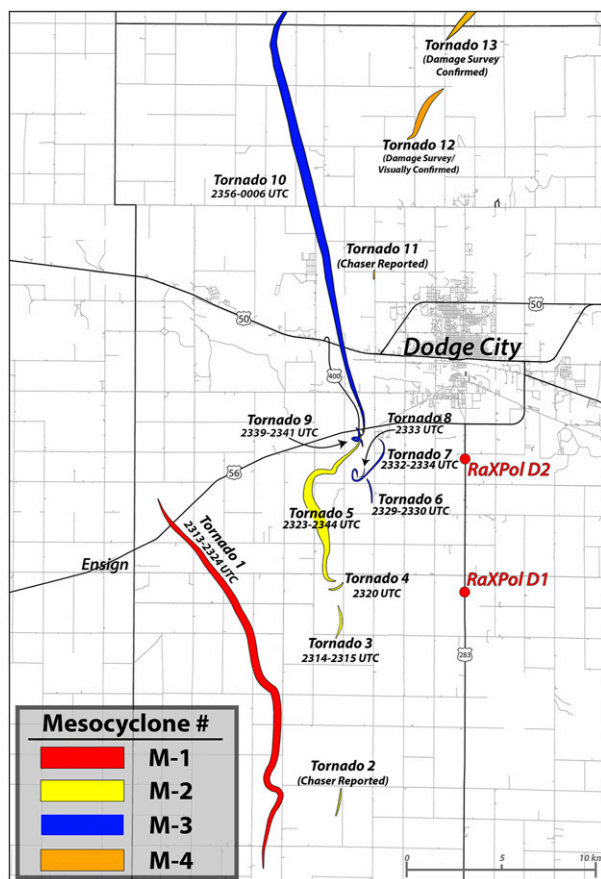 Tornado 13
(Damage Survey
Confirmed)
Tornado 12
(Damage Survey/
Visually Confirmed)
Tornado 10
2356-0006 UTC
Tornado 11
(Chaser Reported)
50
50
Dodge City
400
Tornado 9
2339-2341 UTC
Tornado 8
2333 UTC
Tornado 7
2332-2334 UTC
RaXPol D2
56
Tornado 6
2329-2330 UTC
Tornado 5
2323-2344 UTC
Tornado 1
2313-2324 UTC
Ensign
Tornado 4
2320 UTC
RaXPol D1
Tornado 3
2314-2315 UTC
283
Mesocyclone #
M-1
M-2
M-3
M-4
Tornado 2
(Chaser Reported)
0 5 10 km